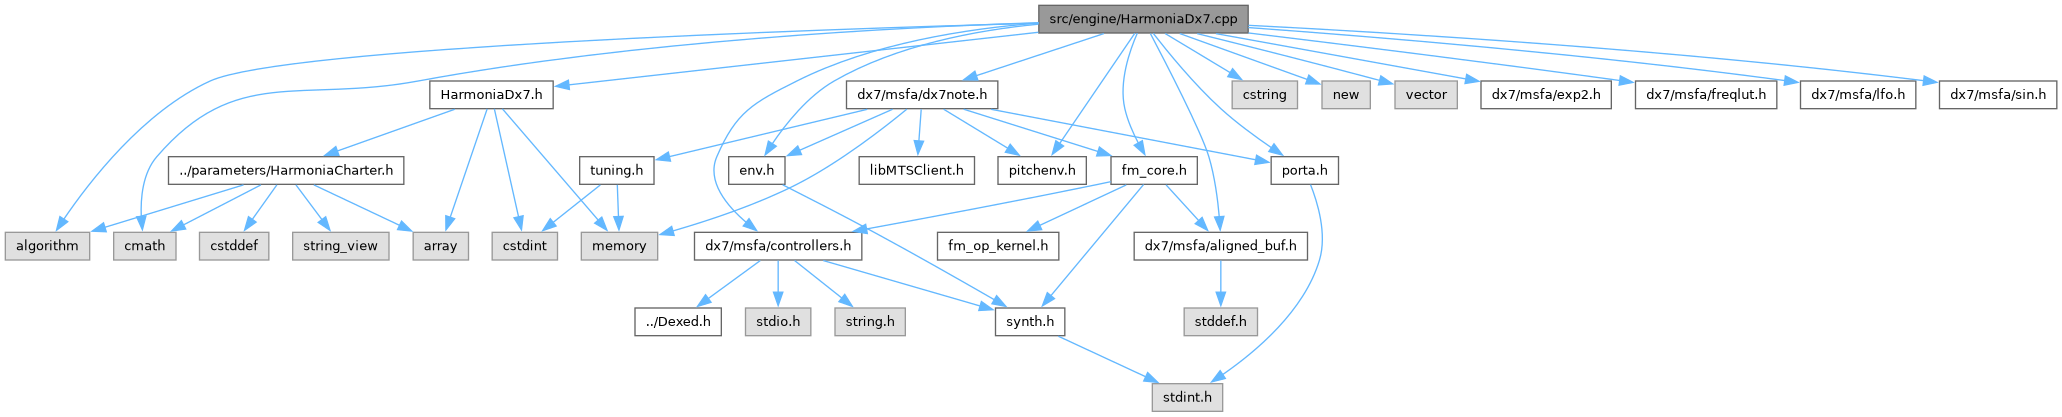 src/engine/HarmoniaDx7.cpp
HarmoniaDx7.h
dx7/msfa/dx7note.h
cstring
new
vector
dx7/msfa/exp2.h
dx7/msfa/freqlut.h
dx7/msfa/lfo.h
dx7/msfa/sin.h
../parameters/HarmoniaCharter.h
tuning.h
env.h
libMTSClient.h
pitchenv.h
fm_core.h
porta.h
algorithm
cmath
cstddef
string_view
array
cstdint
memory
dx7/msfa/controllers.h
fm_op_kernel.h
dx7/msfa/aligned_buf.h
../Dexed.h
stdio.h
string.h
synth.h
stddef.h
stdint.h